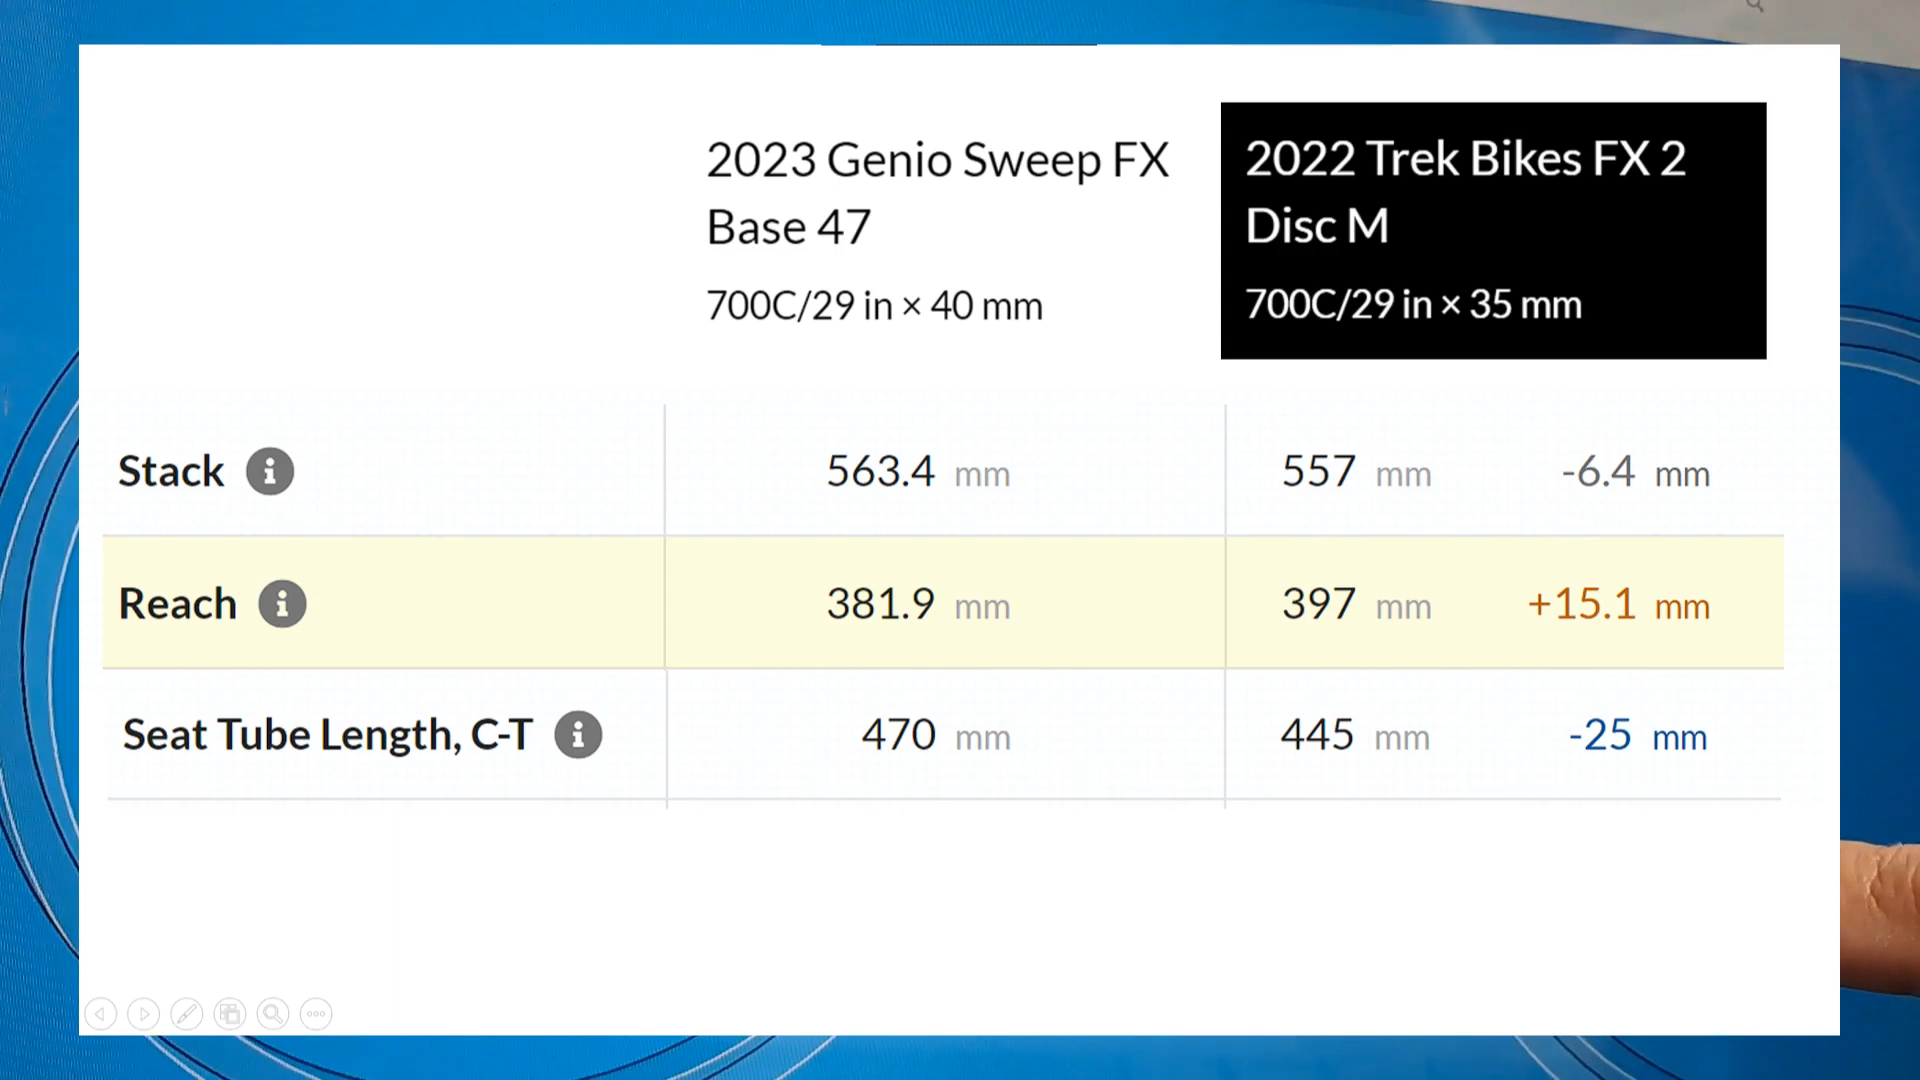 2023 Genio Sweep FX
Base 47
700C/29 in × 40 mm
2022 Trek Bikes FX 2
Disc M
700C/29 in × 35 mm
Stack 563.4 mm 557 mm -6.4 mm
Reach 381.9 mm 397 mm +15.1 mm
Seat Tube Length, C-T 470 mm 445 mm -25 mm